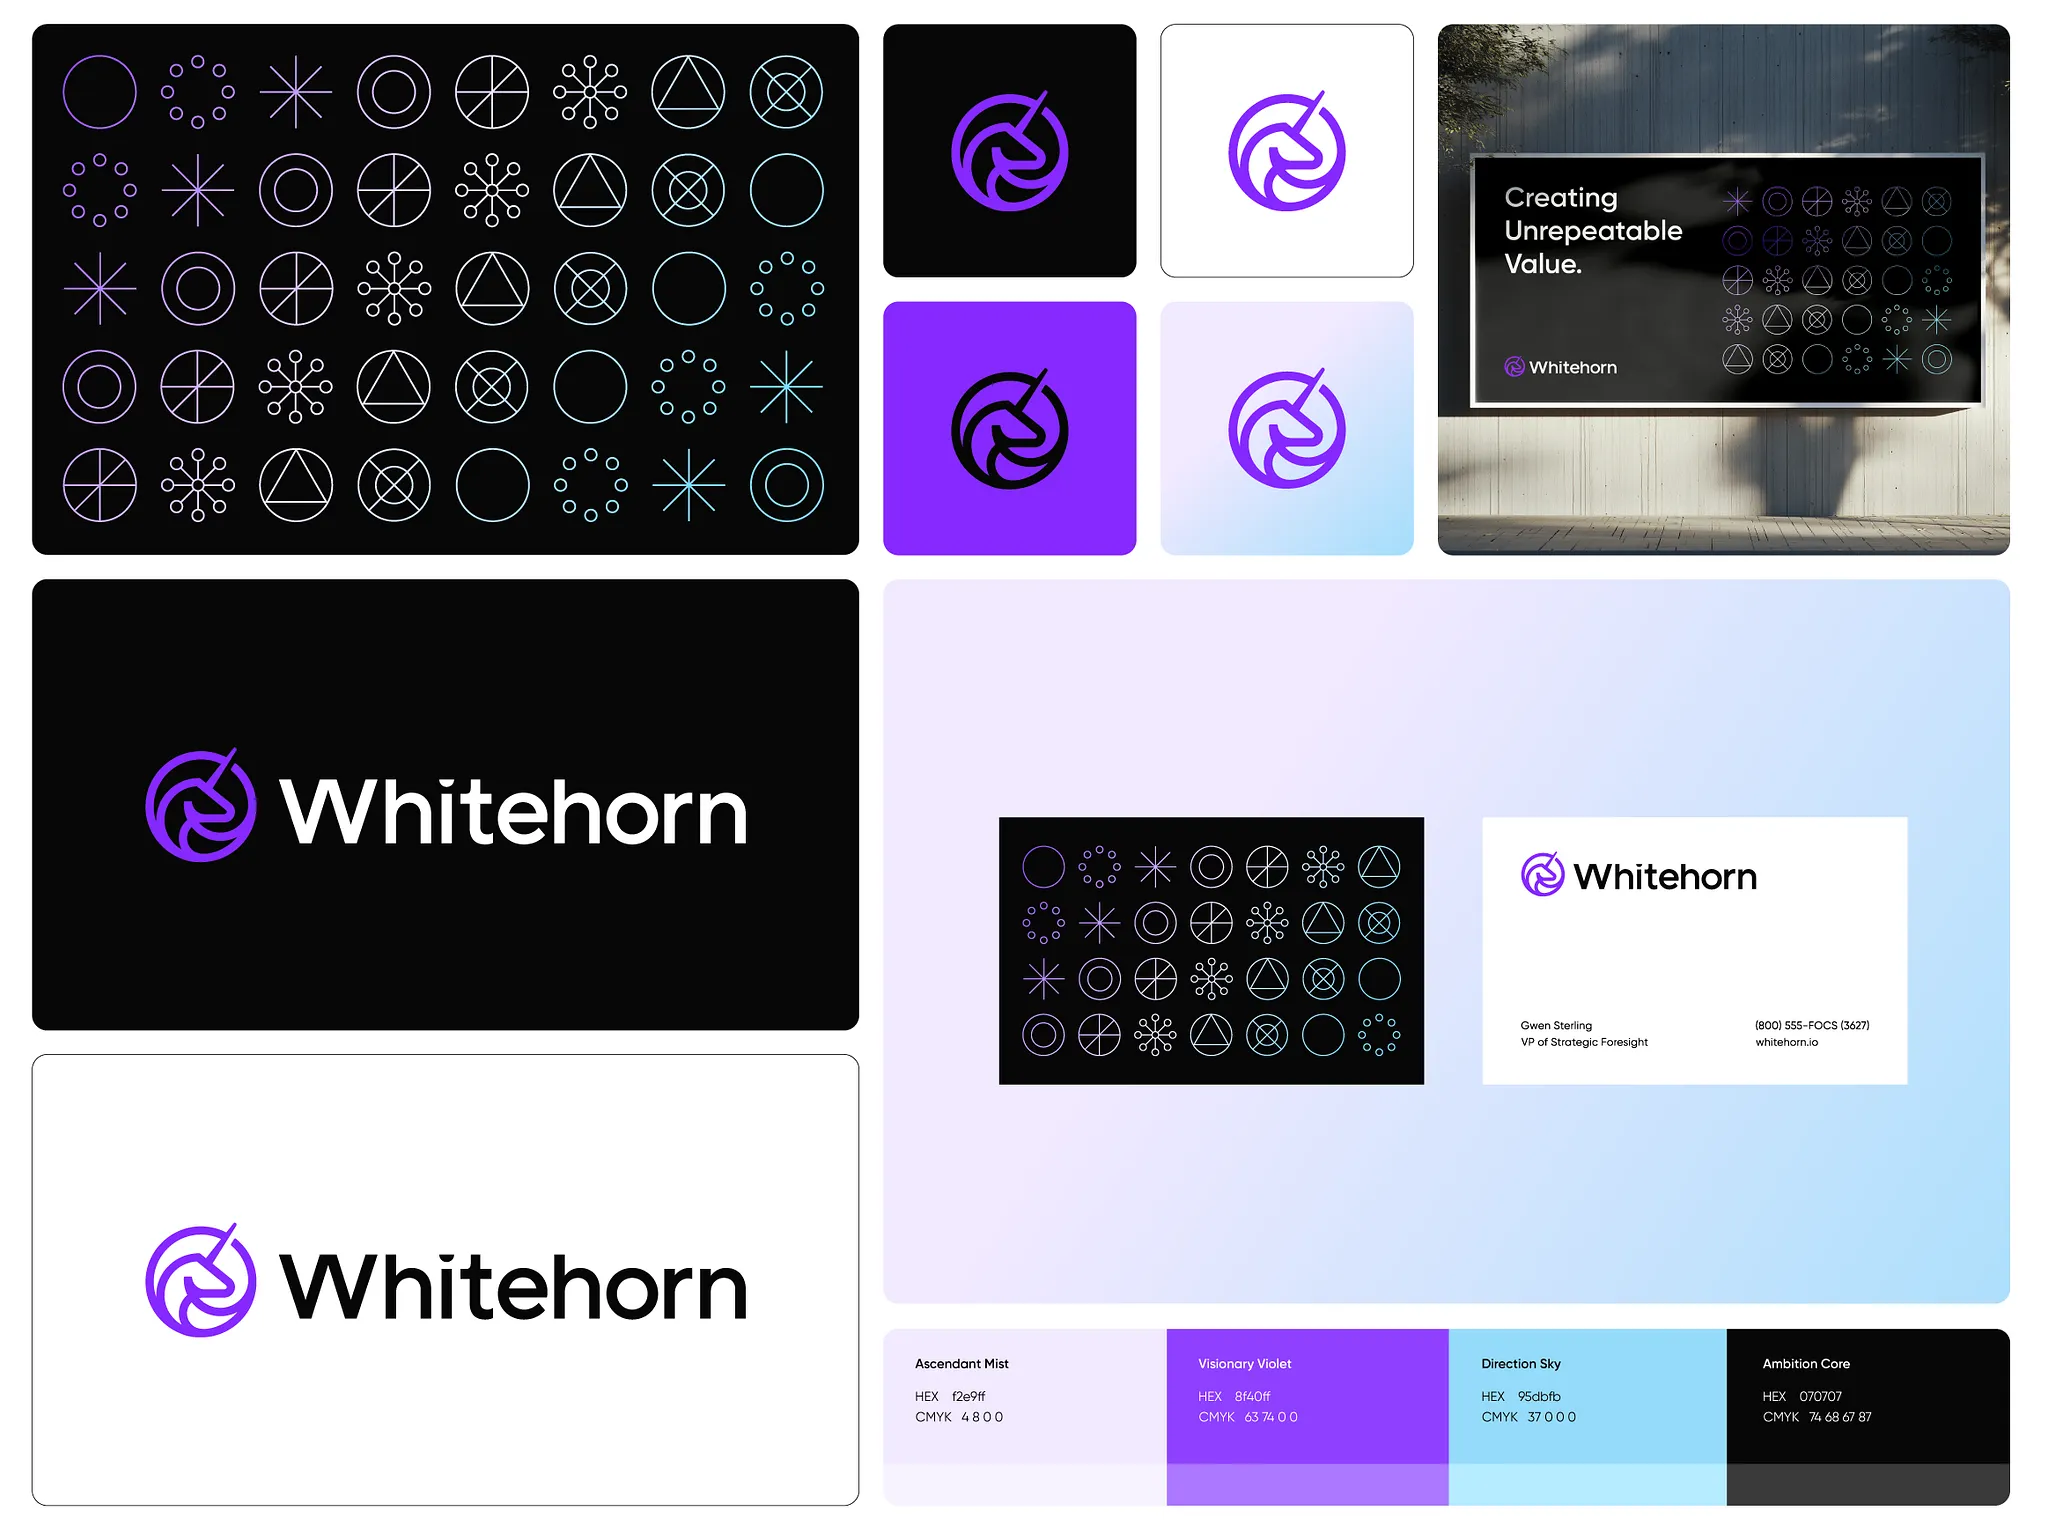 Creating
Unrepeatable
Value.
Whitehorn
Whitehorn
Whitehorn
Whitehorn
Gwen Sterling
VP of Strategic Foresight
(800) 555-FOCS (3627)
whitehorn.io
Ascendant Mist
HEX f2e9ff
CMYK 4 8 0 0
Visionary Violet
HEX 8f40ff
CMYK 63 74 0 0
Direction Sky
HEX 95dbfb
CMYK 37 0 0 0
Ambition Core
HEX 070707
CMYK 74 68 67 87